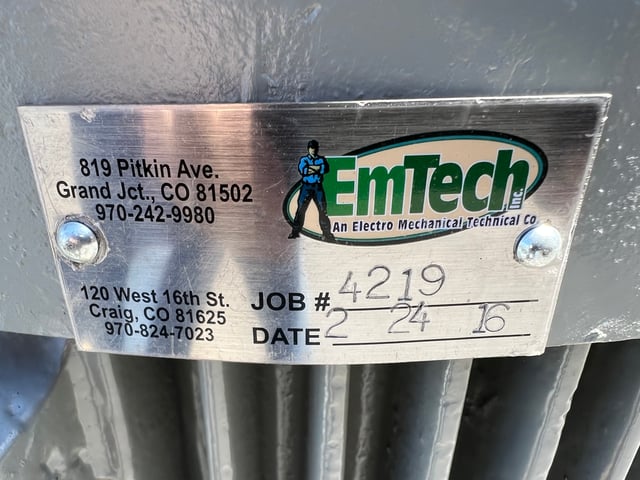 819 Pitkin Ave.
Grand Jct., CO 81502
970-242-9980
EmTech Inc.
An Electro Mechanical Technical Co
120 West 16th St.
Craig, CO 81625
970-824-7023
JOB # 4219
DATE 2 24 16